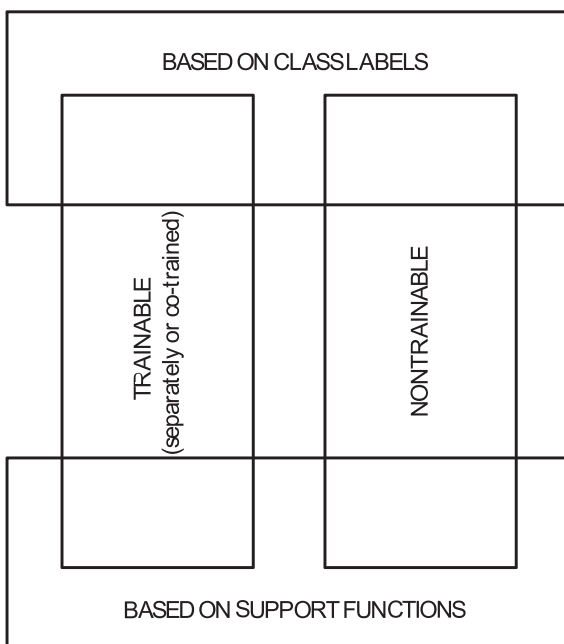 BASED ON CLASS LABELS
TRAINABLE
(separately or co-trained)
NONTRAINABLE
BASED ON SUPPORT FUNCTIONS